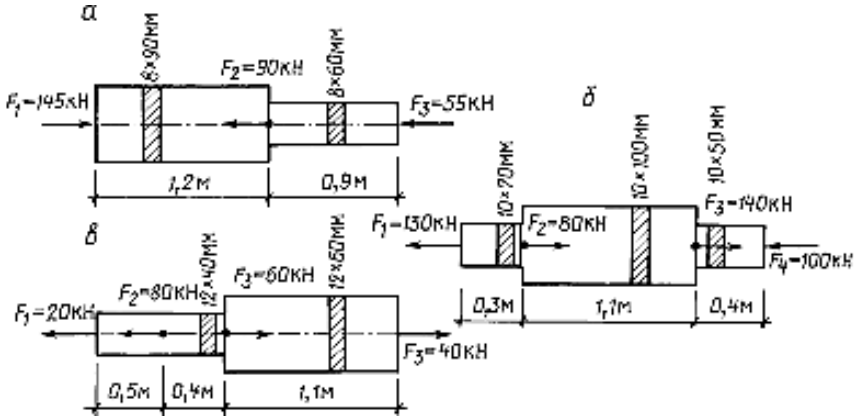 а
8×90мм
F₂=90кН
8×60мм
F₁=145кН
F₃=55кН
1,2м
0,9м
б
10×70мм
10×100мм
10×50мм
F₁=130кН
F₂=80кН
F₃=140кН
F₄=100кН
0,3м
1,1м
0,4м
в
F₂=80кН
12×40мм
F₃=60кН
12×60мм
F₁=20кН
F₃=40кН
0,5м
0,4м
1,1м